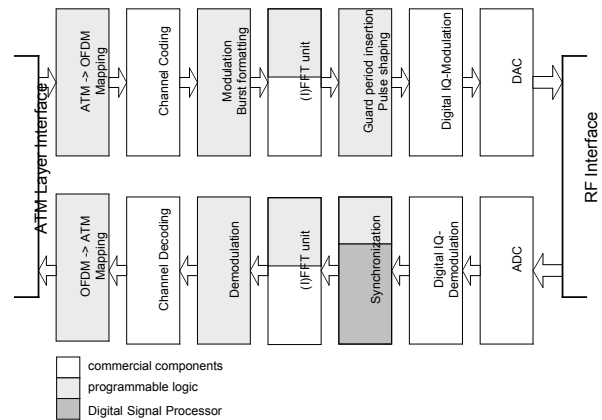 ATM Layer Interface
ATM -> OFDM
Mapping
Channel Coding
Modulation
Burst formatting
(I)FFT unit
Guard period insertion
Pulse shaping
Digital IQ-Modulation
DAC
RF Interface
OFDM -> ATM
Mapping
Channel Decoding
Demodulation
(I)FFT unit
Synchronization
Digital IQ-
Demodulation
ADC
commercial components
programmable logic
Digital Signal Processor